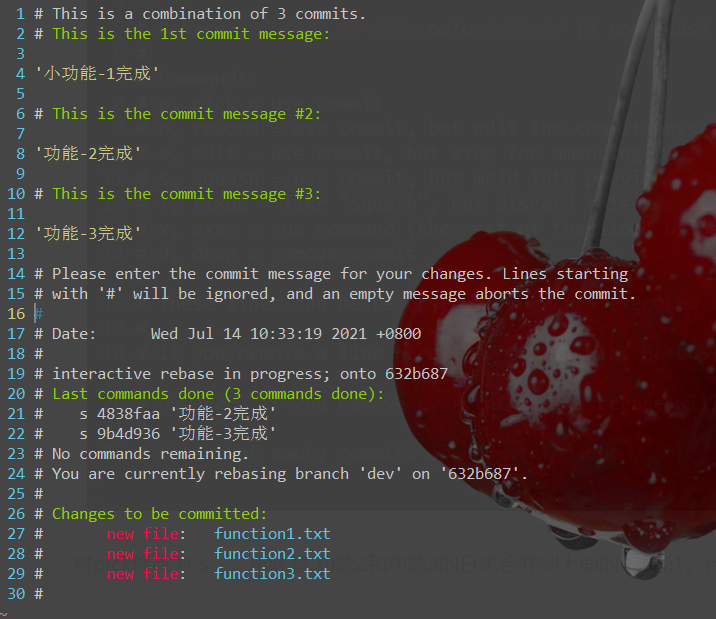 1 # This is a combination of 3 commits.
2 # This is the 1st commit message:
3
4 '小功能-1完成'
5
6 # This is the commit message #2:
7
8 '功能-2完成'
9
10 # This is the commit message #3:
11
12 '功能-3完成'
13
14 # Please enter the commit message for your changes. Lines starting
15 # with '#' will be ignored, and an empty message aborts the commit.
16 #
17 # Date:      Wed Jul 14 10:33:19 2021 +0800
18 #
19 # interactive rebase in progress; onto 632b687
20 # Last commands done (3 commands done):
21 #    s 4838faa '功能-2完成'
22 #    s 9b4d936 '功能-3完成'
23 # No commands remaining.
24 # You are currently rebasing branch 'dev' on '632b687'.
25 #
26 # Changes to be committed:
27 #       new file:   function1.txt
28 #       new file:   function2.txt
29 #       new file:   function3.txt
30 #
~